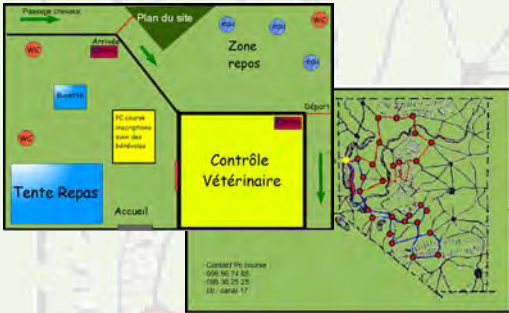 Passage chevaux
Plan du site
WC
Arrivée
eau
eau
WC
Zone
repos
eau
eau
Buvette
Départ
PC course
inscriptions
suivi des
bénévoles
WC
Contrôle
Vétérinaire
Tente Repas
Accueil
Contact Pc course